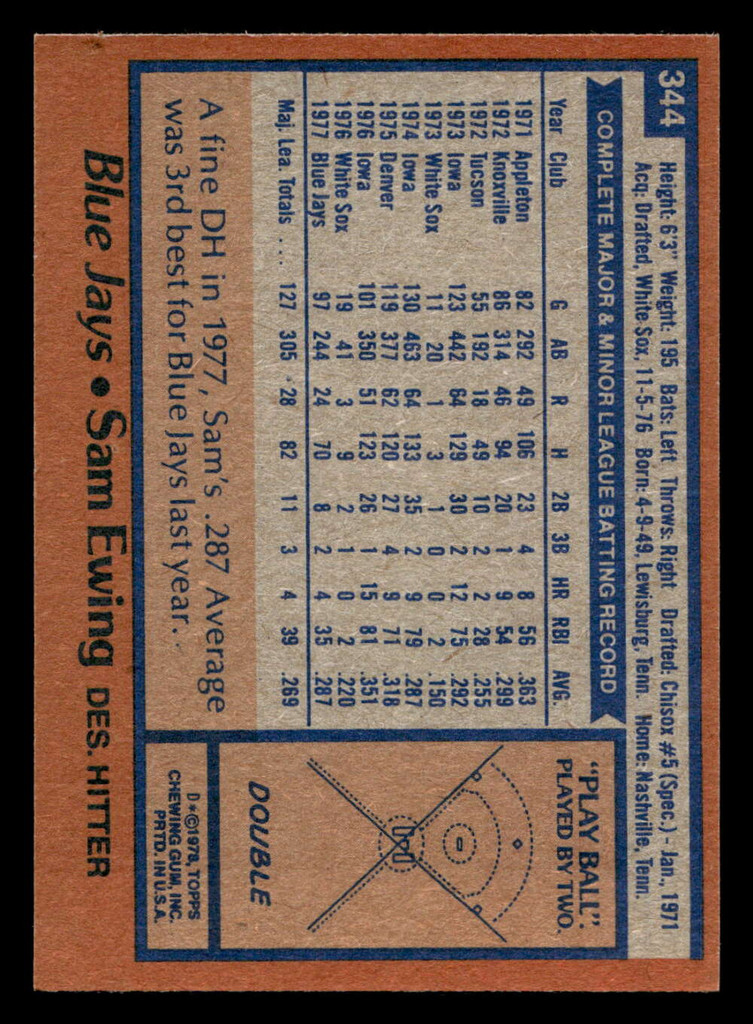 344
Height: 6'3" Weight: 195 Bats: Left Throws: Right Drafted: Chisox #5 (Spec.) - Jan., 1971
Acq: Drafted, White Sox, 11-5-76 Born: 4-9-49, Lewisburg, Tenn. Home: Nashville, Tenn.
COMPLETE MAJOR & MINOR LEAGUE BATTING RECORD
Year Club G AB R H 2B 3B HR RBI AVG.
1971 Appleton 82 292 49 106 23 4 8 56 .363
1972 Knoxville 86 314 46 94 20 1 9 54 .299
1972 Tucson 55 192 18 49 10 2 2 28 .255
1973 Iowa 123 442 64 129 30 2 12 75 .292
1973 White Sox 11 20 1 3 1 0 0 2 .150
1974 Iowa 130 463 64 133 35 2 9 79 .287
1975 Denver 119 377 62 120 27 4 9 71 .318
1976 Iowa 101 350 51 123 26 1 15 81 .351
1976 White Sox 19 41 3 9 2 1 0 2 .220
1977 Blue Jays 97 244 24 70 8 2 4 35 .287
Maj. Lea. Totals .... 127 305 28 82 11 3 4 39 .269
A fine DH in 1977, Sam's .287 Average
was 3rd best for Blue Jays last year.
"PLAY BALL".
PLAYED BY TWO.
DOUBLE
D*©1978, TOPPS
CHEWING GUM, INC.
PRTD. IN U.S.A.
Blue Jays • Sam Ewing DES. HITTER